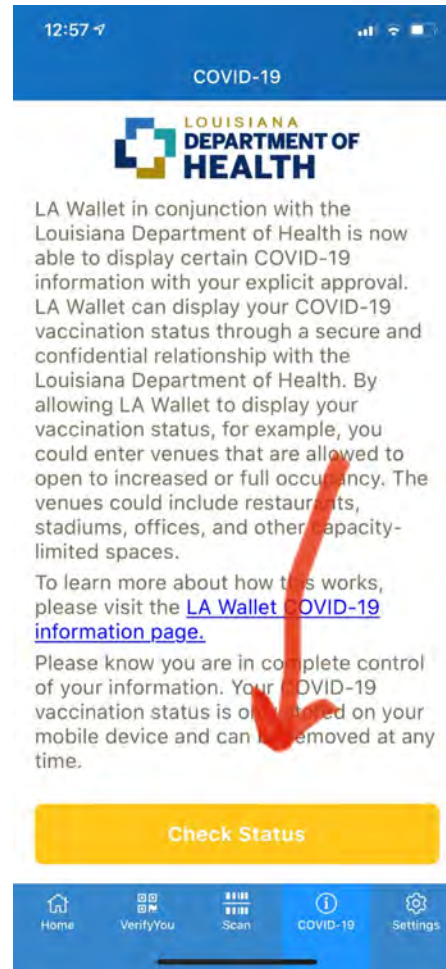 12:57
COVID-19
LOUISIANA
DEPARTMENT OF
HEALTH
LA Wallet in conjunction with the
Louisiana Department of Health is now
able to display certain COVID-19
information with your explicit approval.
LA Wallet can display your COVID-19
vaccination status through a secure and
confidential relationship with the
Louisiana Department of Health. By
allowing LA Wallet to display your
vaccination status, for example, you
could enter venues that are allowed to
open to increased or full occupancy. The
venues could include restaurants,
stadiums, offices, and other capacity-
limited spaces.
To learn more about how this works,
please visit the LA Wallet COVID-19
information page.
Please know you are in complete control
of your information. Your COVID-19
vaccination status is on your
mobile device and can removed at any
time.
Check Status
Home
VerifyYou
Scan
COVID-19
Settings